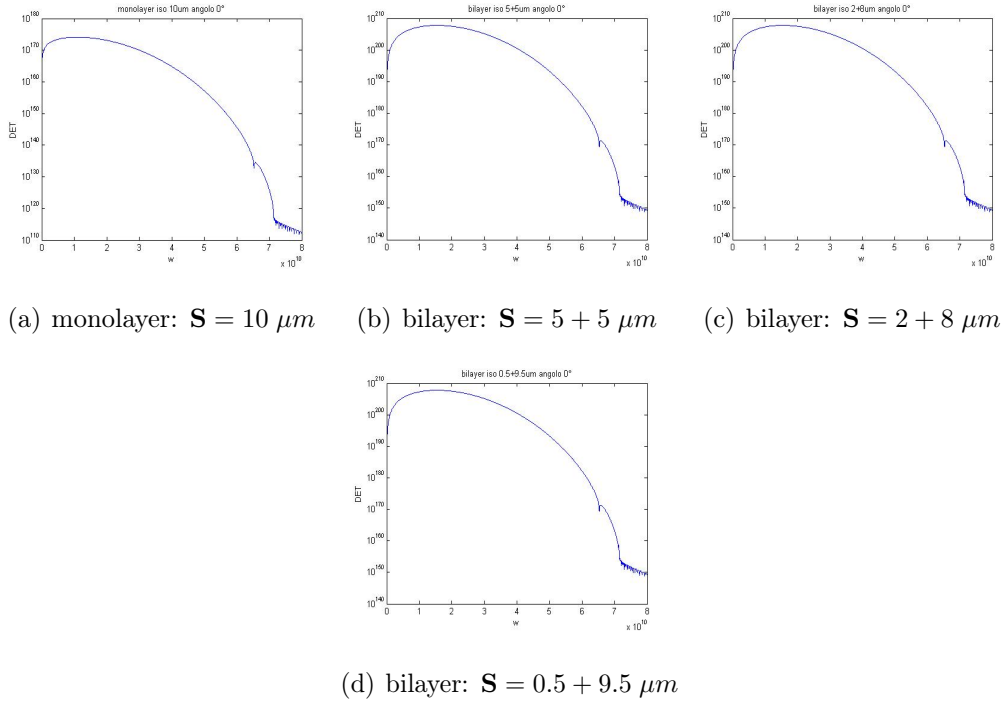 monolayer iso 10um angolo 0°
10^180
10^170
10^160
10^150
10^140
10^130
10^120
10^110
DET
0 1 2 3 4 5 6 7 8
w
x 10^10
(a) monolayer: S = 10 μm
bilayer iso 5+5um angolo 0°
10^210
10^200
10^190
10^180
10^170
10^160
10^150
10^140
DET
0 1 2 3 4 5 6 7 8
w
x 10^10
(b) bilayer: S = 5 + 5 μm
bilayer iso 2+8um angolo 0°
10^210
10^200
10^190
10^180
10^170
10^160
10^150
10^140
DET
0 1 2 3 4 5 6 7 8
w
x 10^10
(c) bilayer: S = 2 + 8 μm
bilayer iso 0.5+9.5um angolo 0°
10^210
10^200
10^190
10^180
10^170
10^160
10^150
10^140
DET
0 1 2 3 4 5 6 7 8
w
x 10^10
(d) bilayer: S = 0.5 + 9.5 μm